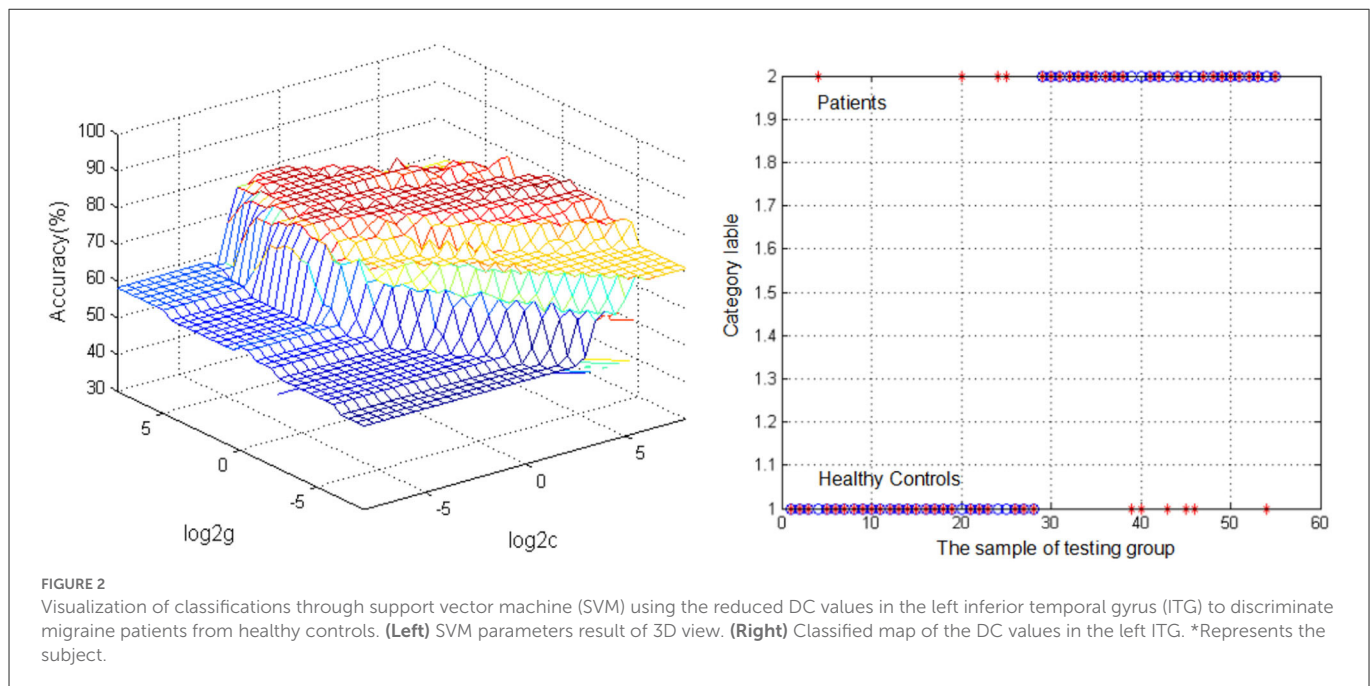 100
90
80
70
60
50
40
30
Accuracy(%)
5
0
-5
log2g
-5
0
5
log2c
2
1.9
1.8
1.7
1.6
1.5
1.4
1.3
1.2
1.1
1
Category lable
Patients
Healthy Controls
0 10 20 30 40 50 60
The sample of testing group
FIGURE 2
Visualization of classifications through support vector machine (SVM) using the reduced DC values in the left inferior temporal gyrus (ITG) to discriminate
migraine patients from healthy controls. (Left) SVM parameters result of 3D view. (Right) Classified map of the DC values in the left ITG. *Represents the
subject.